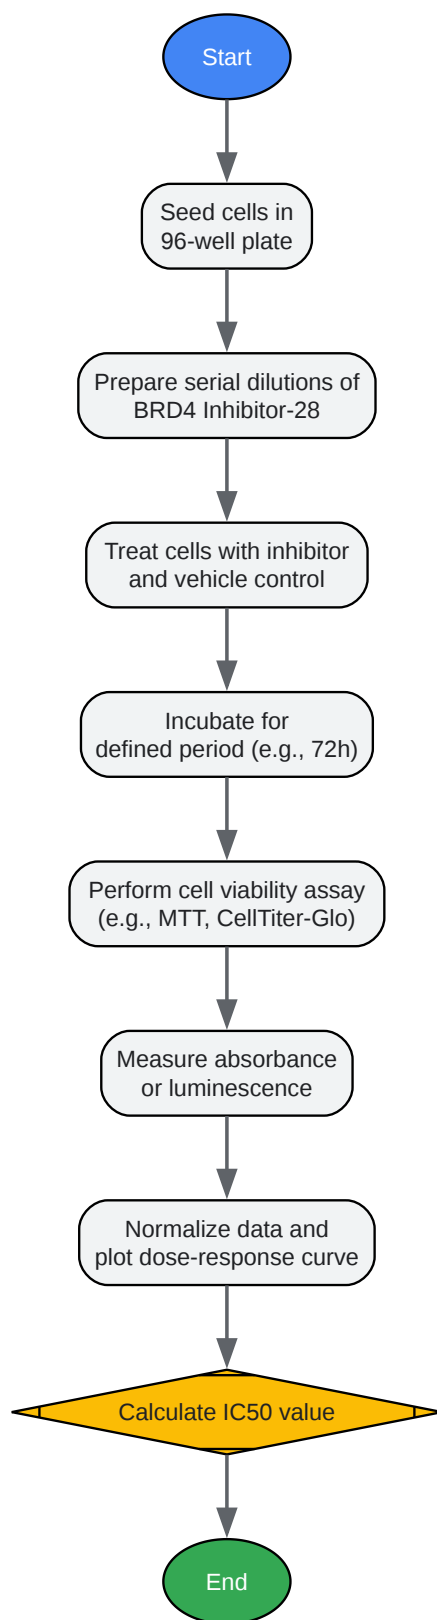 Start
Seed cells in
96-well plate
Prepare serial dilutions of
BRD4 Inhibitor-28
Treat cells with inhibitor
and vehicle control
Incubate for
defined period (e.g., 72h)
Perform cell viability assay
(e.g., MTT, CellTiter-Glo)
Measure absorbance
or luminescence
Normalize data and
plot dose-response curve
Calculate IC50 value
End